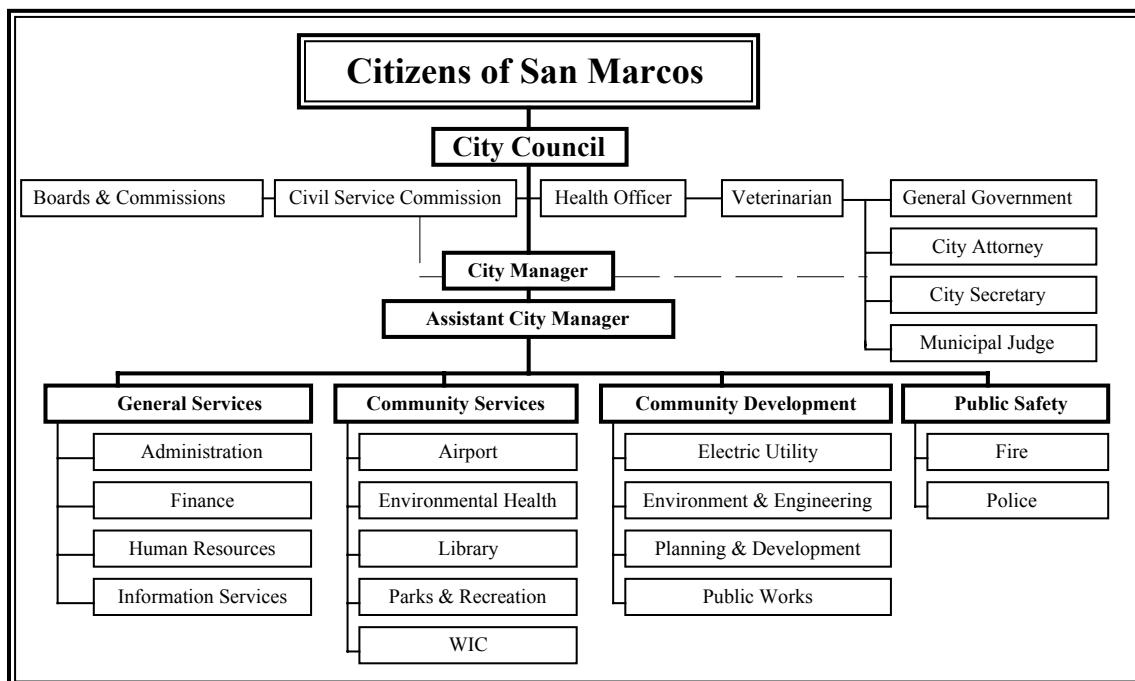 Citizens of San Marcos
City Council
Boards & Commissions
Civil Service Commission
Health Officer
Veterinarian
General Government
City Attorney
City Manager
City Secretary
Assistant City Manager
Municipal Judge
General Services
Community Services
Community Development
Public Safety
Administration
Airport
Electric Utility
Fire
Finance
Environmental Health
Environment & Engineering
Police
Human Resources
Library
Planning & Development
Information Services
Parks & Recreation
Public Works
WIC